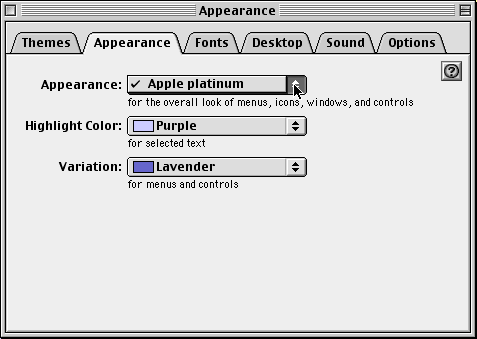 Appearance
Themes Appearance Fonts Desktop Sound Options
?
Appearance: ✓ Apple platinum
for the overall look of menus, icons, windows, and controls
Highlight Color: Purple
for selected text
Variation: Lavender
for menus and controls